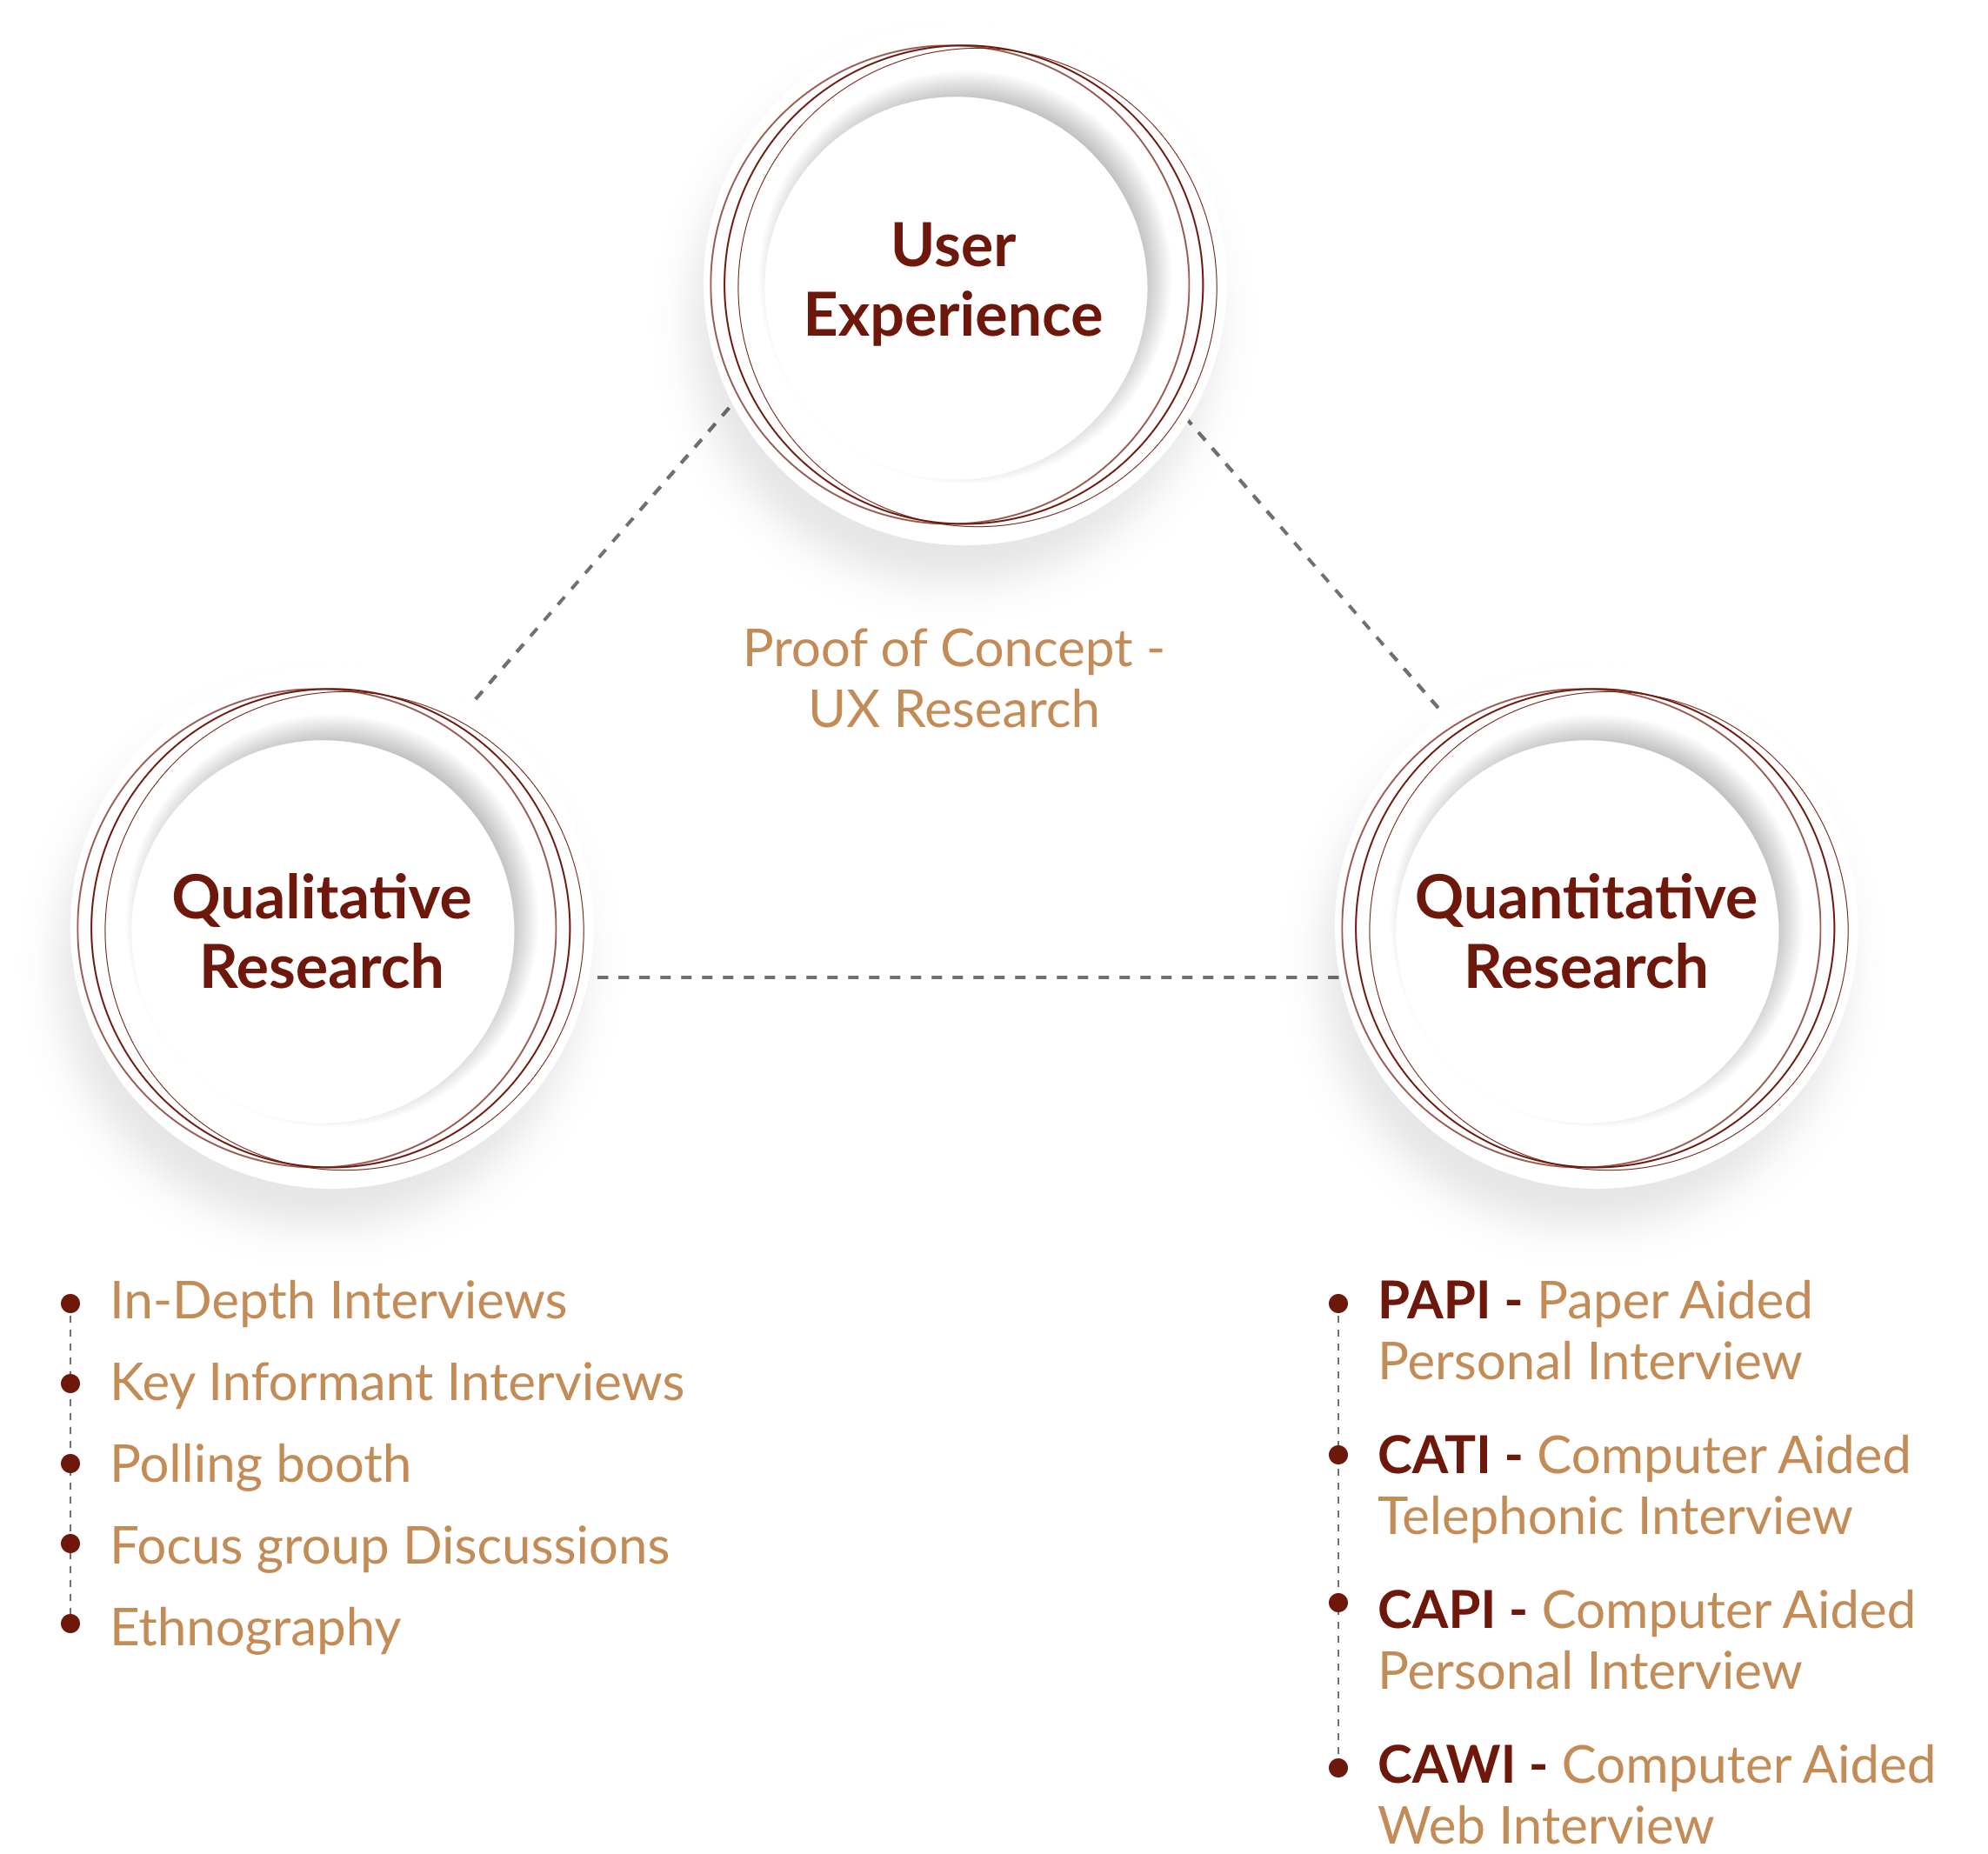 User
Experience
Proof of Concept -
UX Research
Qualitative
Research
In-Depth Interviews
Key Informant Interviews
Polling booth
Focus group Discussions
Ethnography
Quantitative
Research
PAPI - Paper Aided
Personal Interview
CATI - Computer Aided
Telephonic Interview
CAPI - Computer Aided
Personal Interview
CAWI - Computer Aided
Web Interview